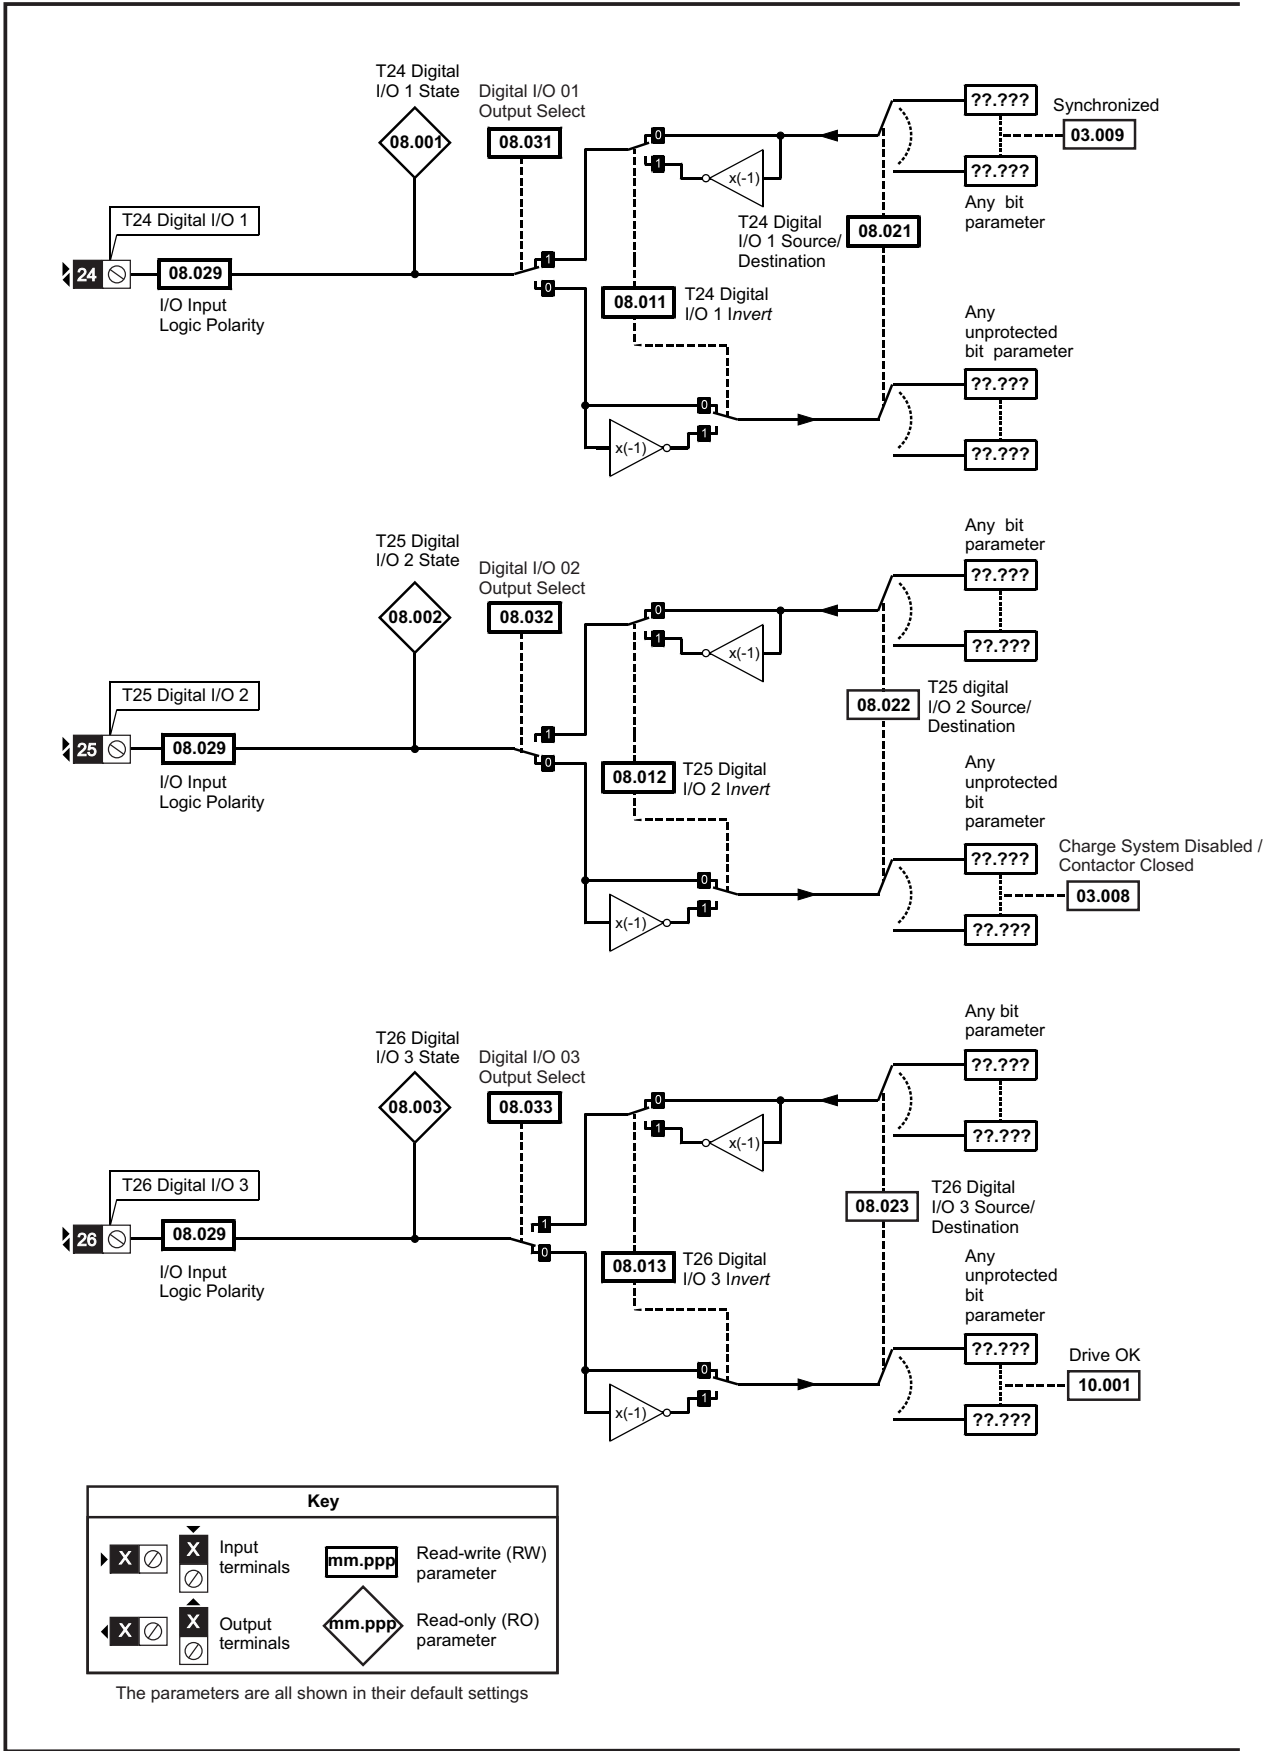 T24 Digital
I/O 1 State
Digital I/O 01
Output Select
08.001
08.031
0
1
x(-1)
??.???
Synchronized
03.009
??.???
Any bit
parameter
T24 Digital I/O 1
24
08.029
I/O Input
Logic Polarity
1
0
T24 Digital
I/O 1 Source/
Destination
08.021
08.011
T24 Digital
I/O 1 Invert
Any
unprotected
bit parameter
??.???
??.???
0
1
x(-1)
T25 Digital
I/O 2 State
Digital I/O 02
Output Select
08.002
08.032
0
1
x(-1)
Any bit
parameter
??.???
??.???
T25 Digital I/O 2
25
08.029
I/O Input
Logic Polarity
1
0
08.022
T25 digital
I/O 2 Source/
Destination
08.012
T25 Digital
I/O 2 Invert
Any
unprotected
bit
parameter
??.???
Charge System Disabled /
Contactor Closed
03.008
??.???
0
1
x(-1)
T26 Digital
I/O 3 State
Digital I/O 03
Output Select
08.003
08.033
0
1
x(-1)
Any bit
parameter
??.???
??.???
T26 Digital I/O 3
26
08.029
I/O Input
Logic Polarity
1
0
08.023
T26 Digital
I/O 3 Source/
Destination
08.013
T26 Digital
I/O 3 Invert
Any
unprotected
bit
parameter
??.???
Drive OK
10.001
??.???
0
1
x(-1)
Key
X
X
Input
terminals
mm.ppp
Read-write (RW)
parameter
X
X
Output
terminals
mm.ppp
Read-only (RO)
parameter
The parameters are all shown in their default settings